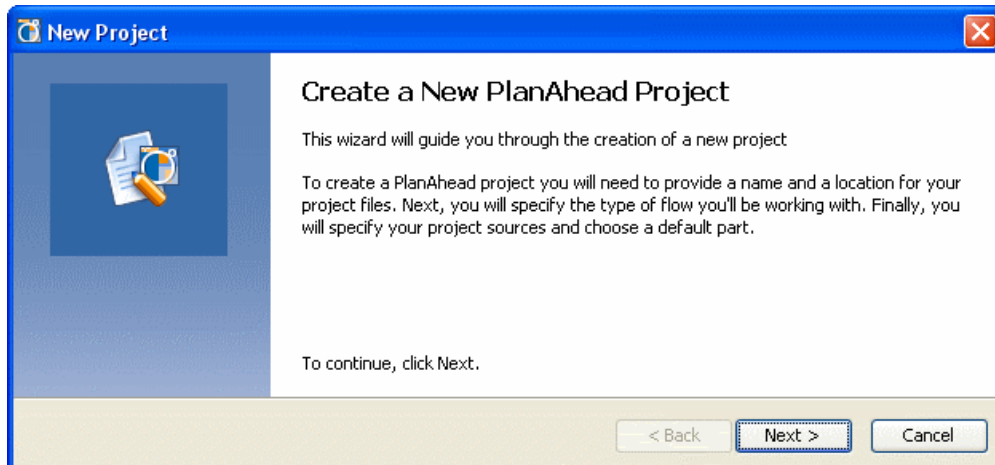 New Project
Create a New PlanAhead Project
This wizard will guide you through the creation of a new project
To create a PlanAhead project you will need to provide a name and a location for your
project files. Next, you will specify the type of flow you'll be working with. Finally, you
will specify your project sources and choose a default part.
To continue, click Next.
< Back Next > Cancel